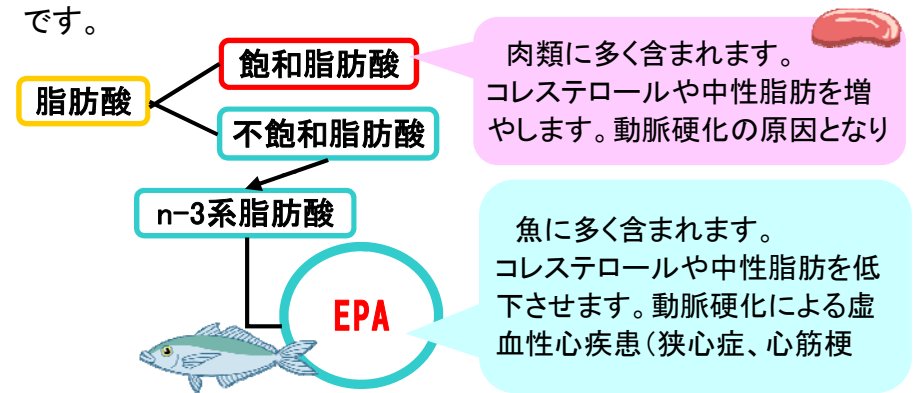 です。
飽和脂肪酸
脂肪酸
不飽和脂肪酸
n-3系脂肪酸
EPA
肉類に多く含まれます。
コレステロールや中性脂肪を増
やします。動脈硬化の原因となり
魚に多く含まれます。
コレステロールや中性脂肪を低
下させます。動脈硬化による虚
血性心疾患(狭心症、心筋梗